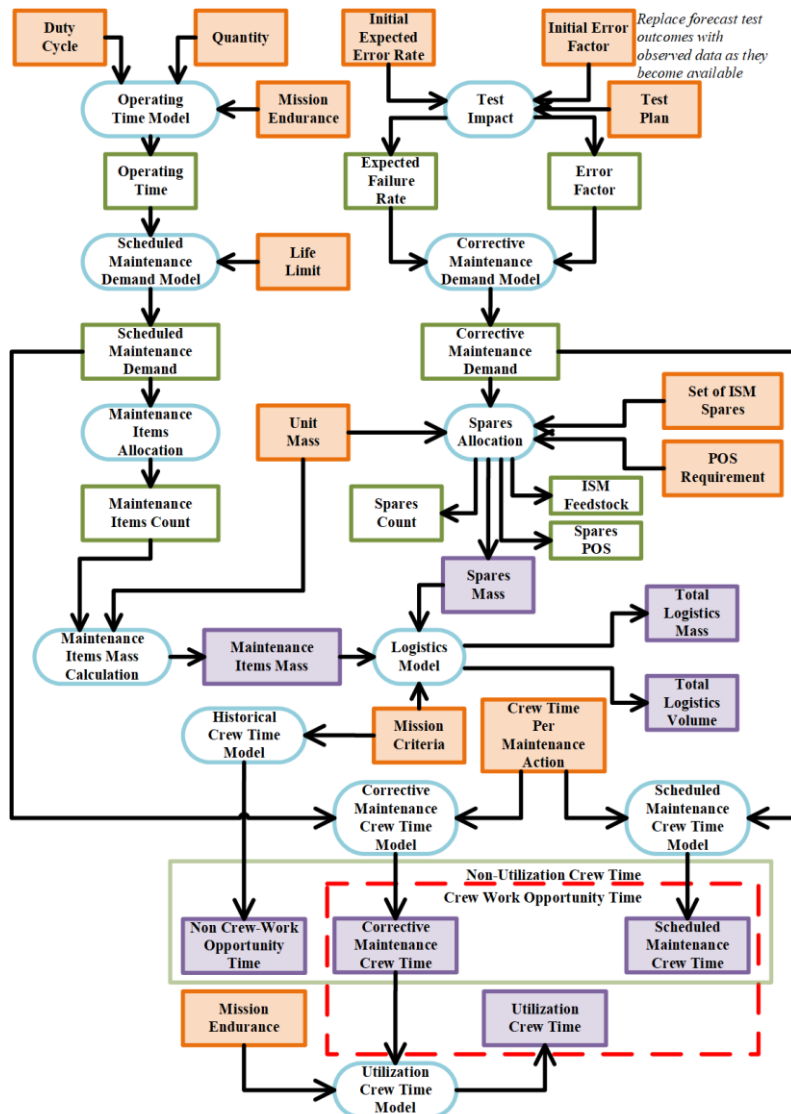 Duty
Cycle
Quantity
Initial
Expected
Error Rate
Initial Error
Factor
Replace forecast test
outcomes with
observed data as they
become available
Operating
Time Model
Mission
Endurance
Test
Impact
Test
Plan
Operating
Time
Expected
Failure
Rate
Error
Factor
Scheduled
Maintenance
Demand Model
Life
Limit
Corrective
Maintenance
Demand Model
Scheduled
Maintenance
Demand
Corrective
Maintenance
Demand
Maintenance
Items
Allocation
Unit
Mass
Spares
Allocation
Set of ISM
Spares
POS
Requirement
Maintenance
Items Count
Spares
Count
ISM
Feedstock
Spares
POS
Spares
Mass
Total
Logistics
Mass
Maintenance
Items Mass
Calculation
Maintenance
Items Mass
Logistics
Model
Total
Logistics
Volume
Historical
Crew Time
Model
Mission
Criteria
Crew Time
Per
Maintenance
Action
Corrective
Maintenance
Crew Time
Model
Scheduled
Maintenance
Crew Time
Model
Non-Utilization Crew Time
Crew Work Opportunity Time
Non Crew-Work
Opportunity
Time
Corrective
Maintenance
Crew Time
Scheduled
Maintenance
Crew Time
Mission
Endurance
Utilization
Crew Time
Utilization
Crew Time
Model